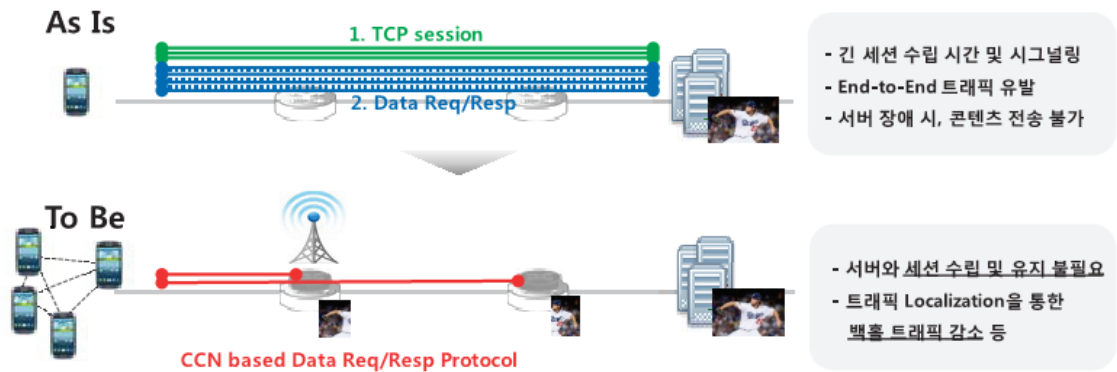 As Is
1. TCP session
2. Data Req/Resp
- 긴 세션 수립 시간 및 시그널링
- End-to-End 트래픽 유발
- 서버 장애 시, 콘텐츠 전송 불가
To Be
CCN based Data Req/Resp Protocol
- 서버와 세션 수립 및 유지 불필요
- 트래픽 Localization을 통한
백홀 트래픽 감소 등